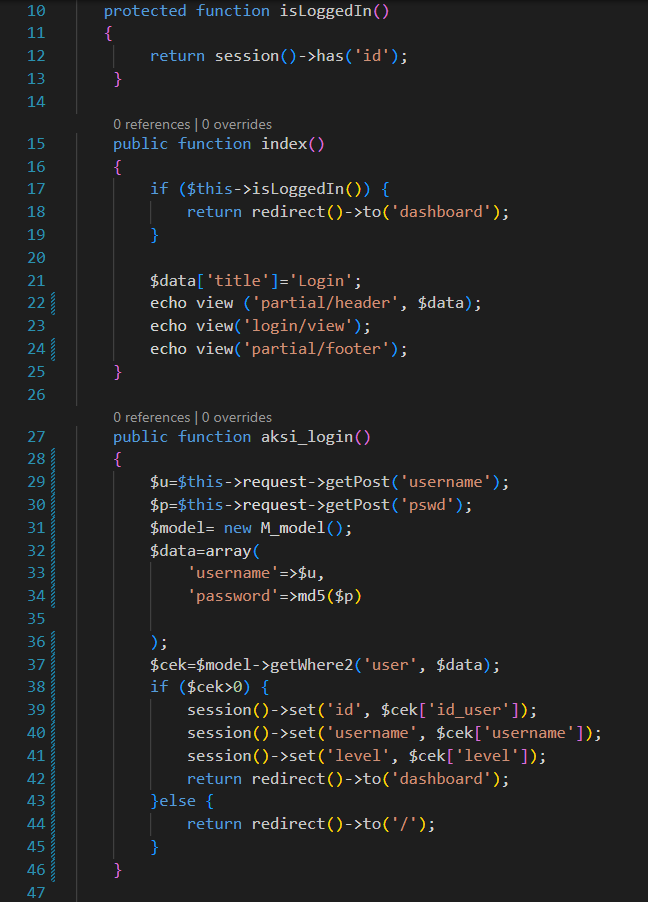 10 protected function isLoggedIn()
11 {
12 return session()->has('id');
13 }
14
0 references | 0 overrides
15 public function index()
16 {
17 if ($this->isLoggedIn()) {
18 return redirect()->to('dashboard');
19 }
20
21 $data['title']='Login';
22 echo view ('partial/header', $data);
23 echo view('login/view');
24 echo view('partial/footer');
25 }
26
0 references | 0 overrides
27 public function aksi_login()
28 {
29 $u=$this->request->getPost('username');
30 $p=$this->request->getPost('pswd');
31 $model= new M_model();
32 $data=array(
33 'username'=>$u,
34 'password'=>md5($p)
35
36 );
37 $cek=$model->getWhere2('user', $data);
38 if ($cek>0) {
39 session()->set('id', $cek['id_user']);
40 session()->set('username', $cek['username']);
41 session()->set('level', $cek['level']);
42 return redirect()->to('dashboard');
43 }else {
44 return redirect()->to('/');
45 }
46 }
47